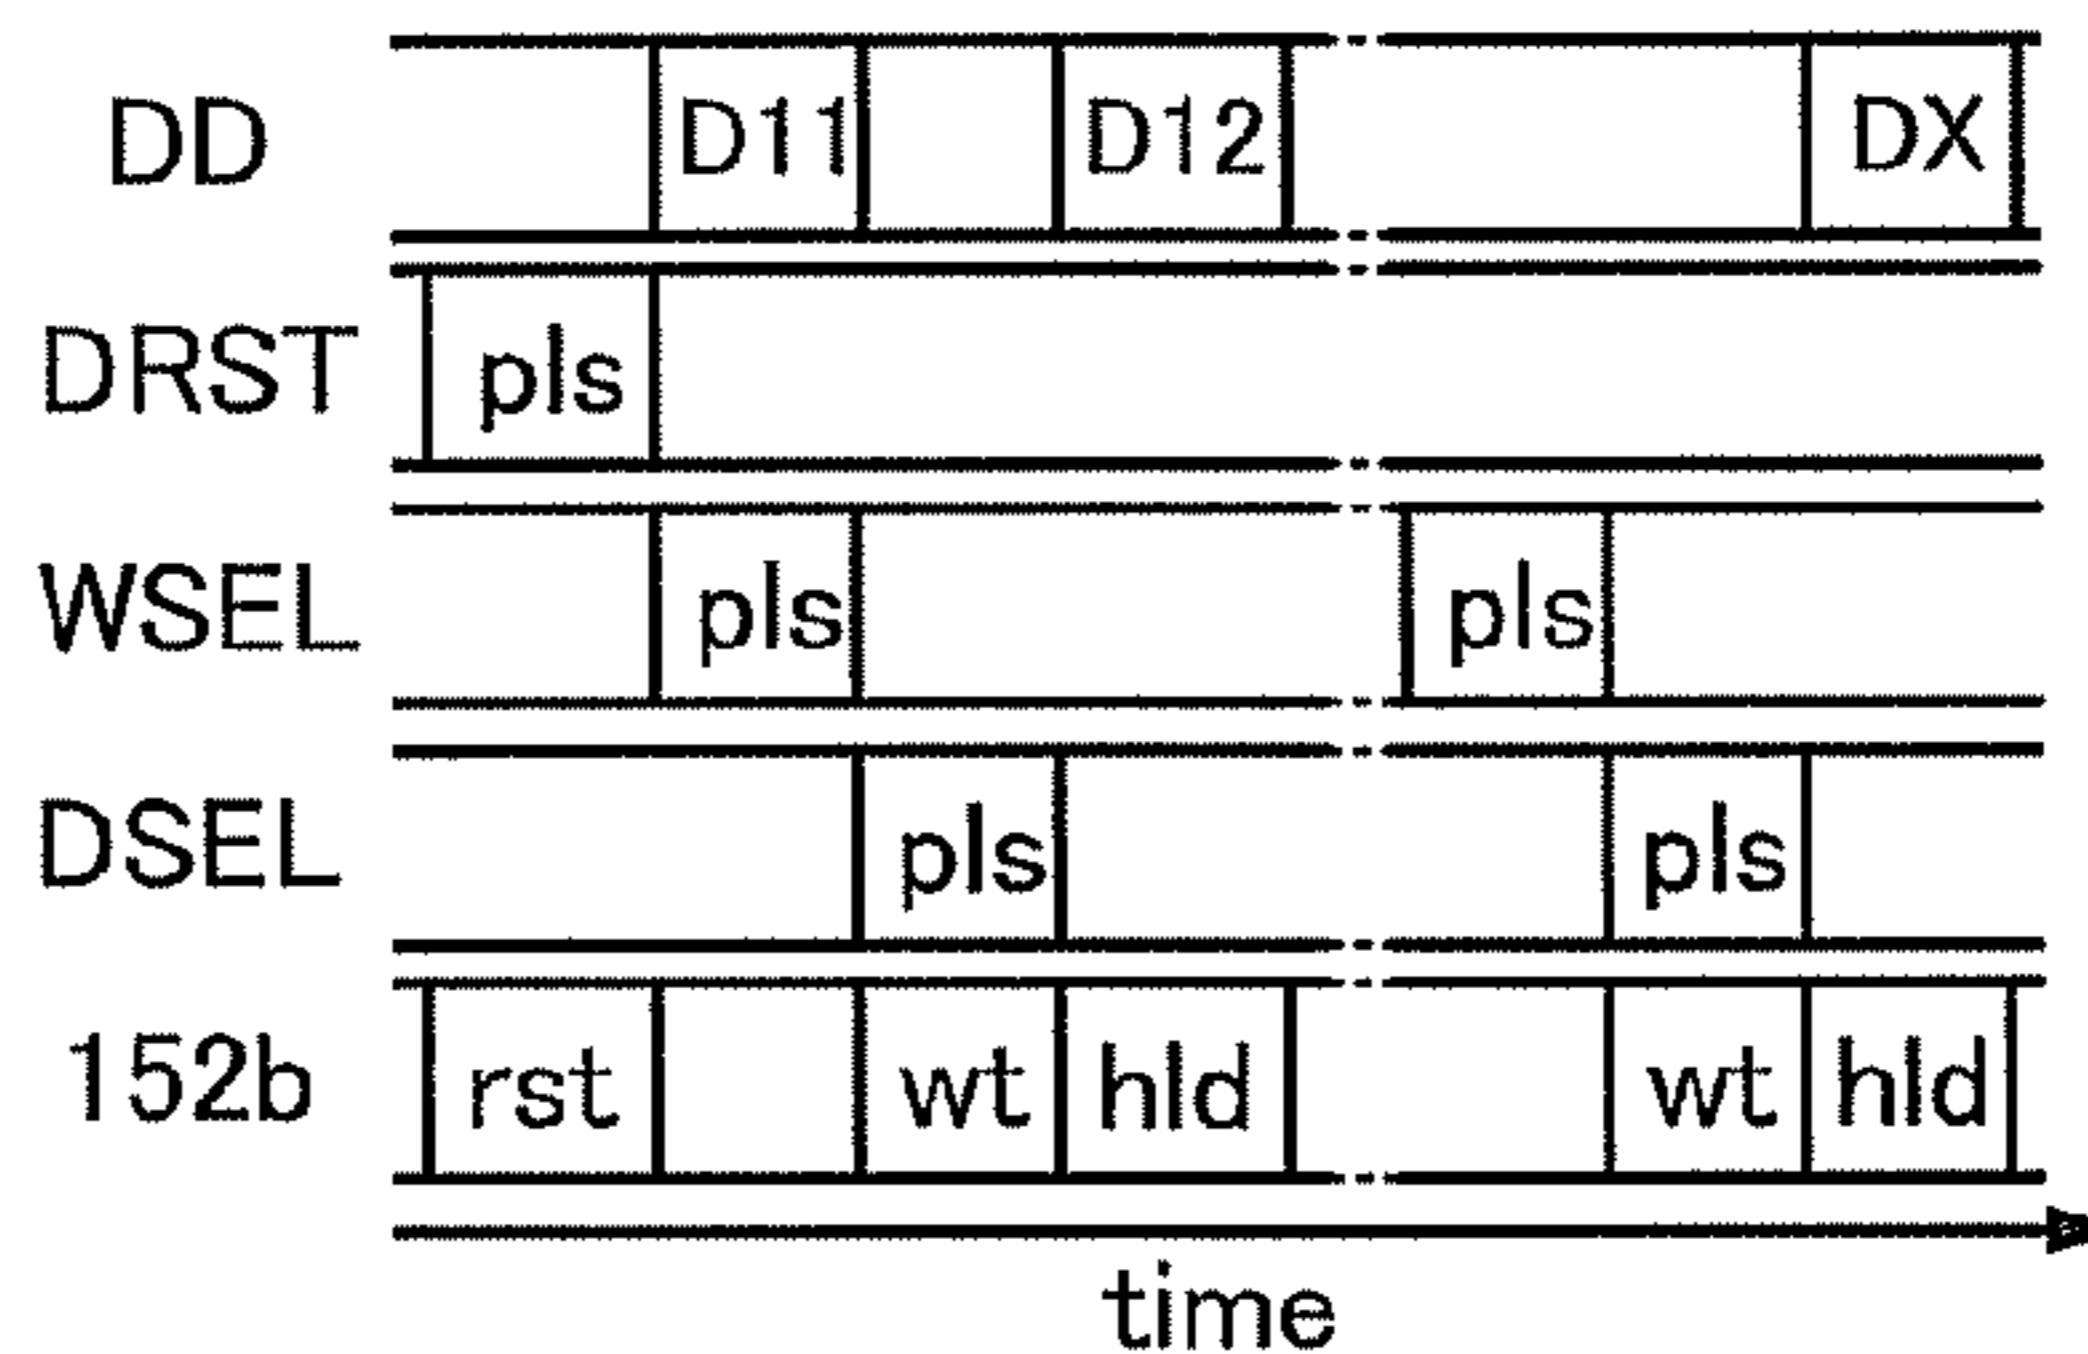 DD D11 D12 DX
DRST pls
WSEL pls pls
DSEL pls pls
152b rst wt hld wt hld
time